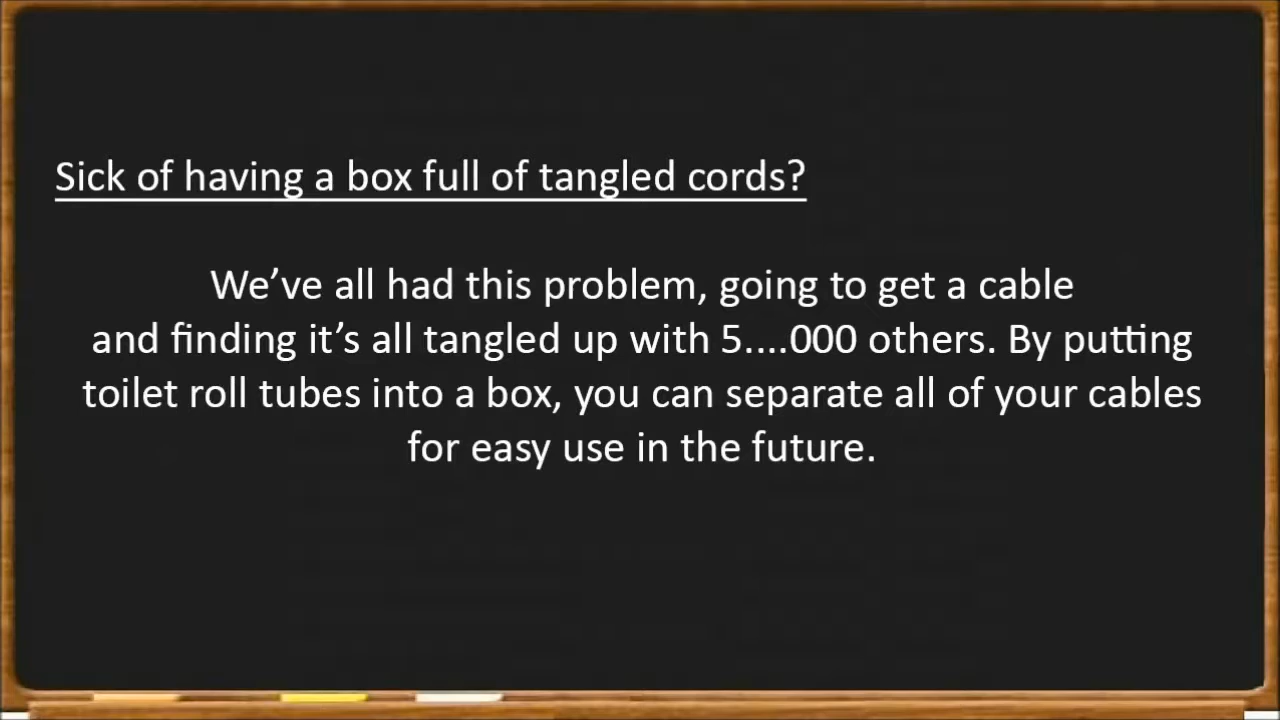 Sick of having a box full of tangled cords?
We’ve all had this problem, going to get a cable
and finding it’s all tangled up with 5....000 others. By putting
toilet roll tubes into a box, you can separate all of your cables
for easy use in the future.